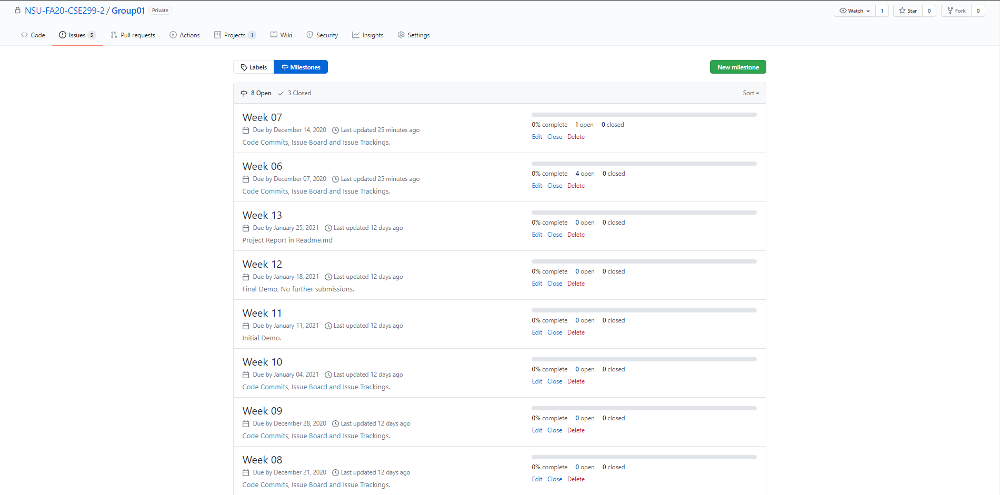 NSU-FA20-CSE299-2 / Group01 Private
Watch 1 Star 0 Fork 0
Code Issues 5 Pull requests Actions Projects 1 Wiki Security Insights Settings
Labels Milestones New milestone
8 Open 3 Closed Sort
Week 07
Due by December 14, 2020 Last updated 25 minutes ago
Code Commits, Issue Board and Issue Trackings.
0% complete 1 open 0 closed
Edit Close Delete
Week 06
Due by December 07, 2020 Last updated 25 minutes ago
Code Commits, Issue Board and Issue Trackings.
0% complete 4 open 0 closed
Edit Close Delete
Week 13
Due by January 25, 2021 Last updated 12 days ago
Project Report in Readme.md
0% complete 0 open 0 closed
Edit Close Delete
Week 12
Due by January 18, 2021 Last updated 12 days ago
Final Demo, No further submissions.
0% complete 0 open 0 closed
Edit Close Delete
Week 11
Due by January 11, 2021 Last updated 12 days ago
Initial Demo.
0% complete 0 open 0 closed
Edit Close Delete
Week 10
Due by January 04, 2021 Last updated 12 days ago
Code Commits, Issue Board and Issue Trackings.
0% complete 0 open 0 closed
Edit Close Delete
Week 09
Due by December 28, 2020 Last updated 12 days ago
Code Commits, Issue Board and Issue Trackings.
0% complete 0 open 0 closed
Edit Close Delete
Week 08
Due by December 21, 2020 Last updated 12 days ago
Code Commits, Issue Board and Issue Trackings.
0% complete 0 open 0 closed
Edit Close Delete